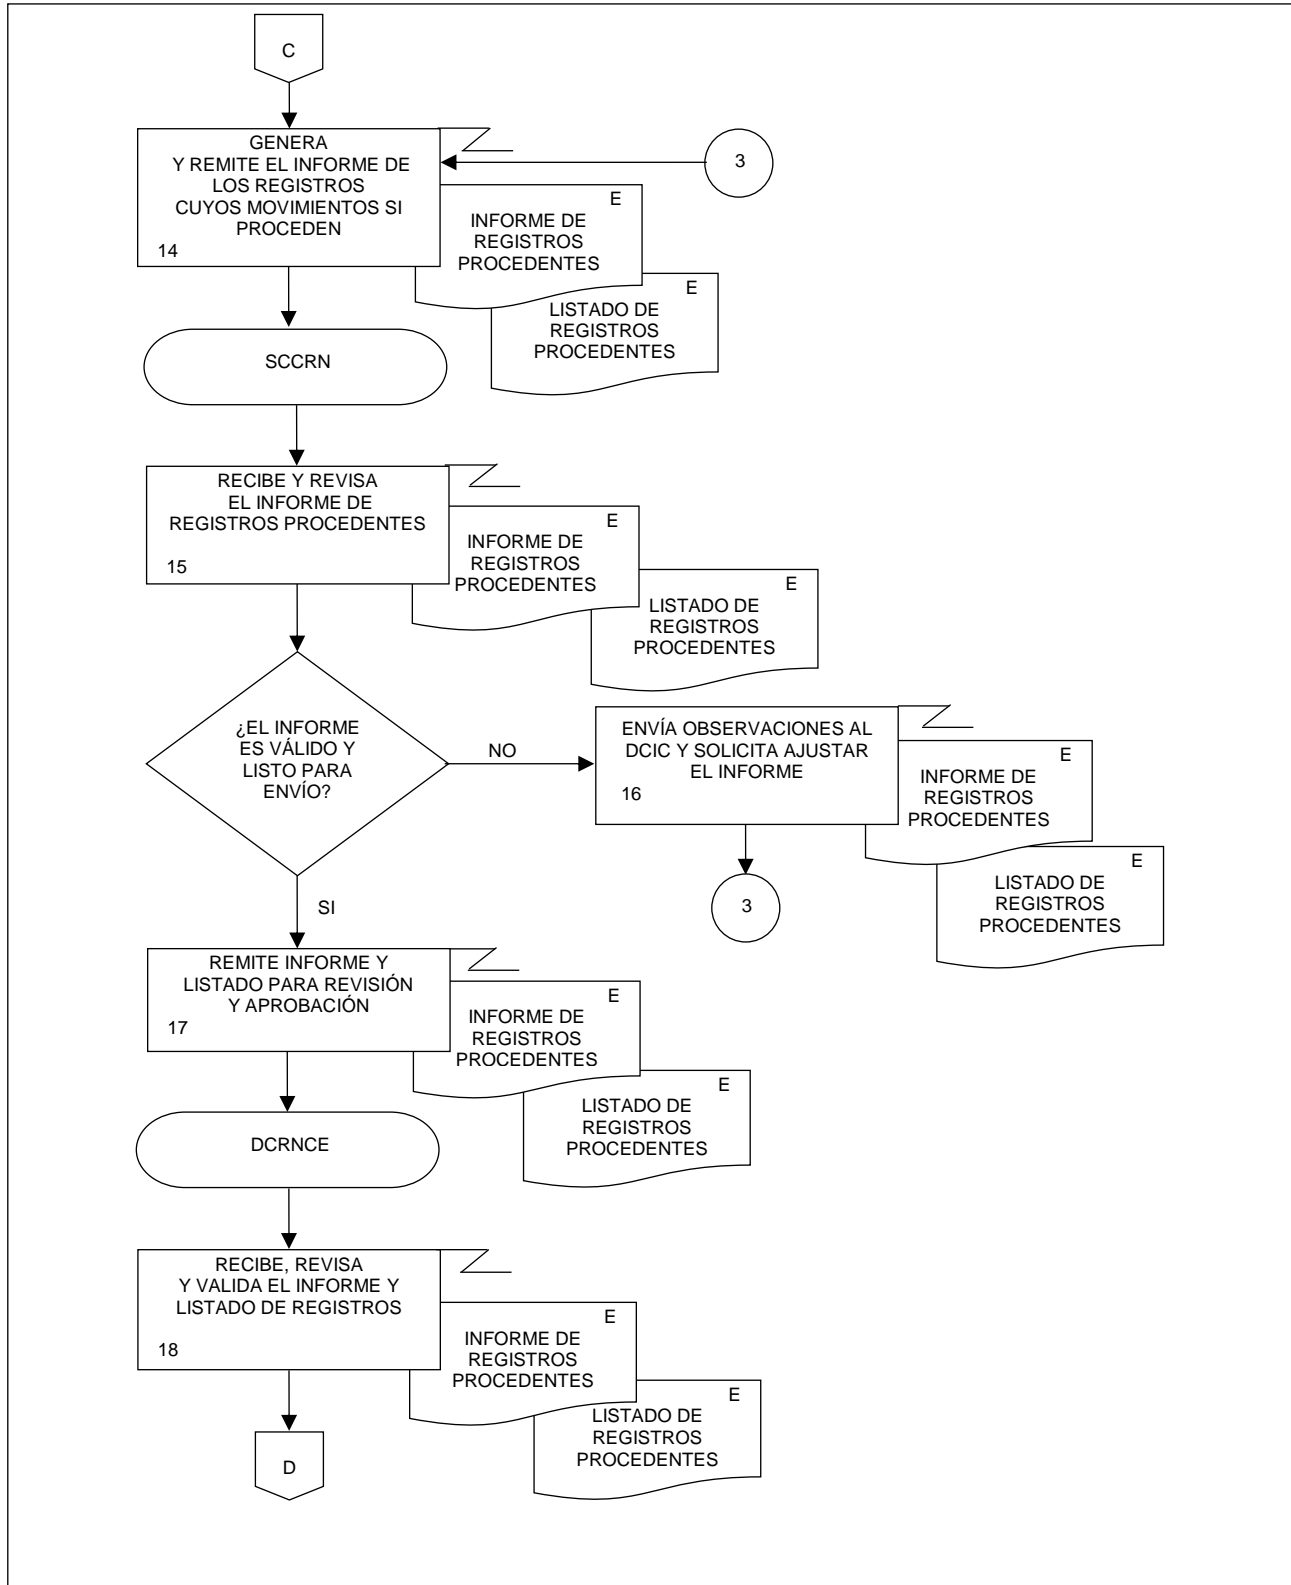 C
GENERA
Y REMITE EL INFORME DE
LOS REGISTROS
CUYOS MOVIMIENTOS SI
PROCEDEN
14
3
E
INFORME DE
REGISTROS
PROCEDENTES
E
LISTADO DE
REGISTROS
PROCEDENTES
SCCRN
RECIBE Y REVISA
EL INFORME DE
REGISTROS PROCEDENTES
15
E
INFORME DE
REGISTROS
PROCEDENTES
E
LISTADO DE
REGISTROS
PROCEDENTES
¿EL INFORME
ES VÁLIDO Y
LISTO PARA
ENVÍO?
NO
ENVÍA OBSERVACIONES AL
DCIC Y SOLICITA AJUSTAR
EL INFORME
16
E
INFORME DE
REGISTROS
PROCEDENTES
E
LISTADO DE
REGISTROS
PROCEDENTES
3
SI
REMITE INFORME Y
LISTADO PARA REVISIÓN
Y APROBACIÓN
17
E
INFORME DE
REGISTROS
PROCEDENTES
E
LISTADO DE
REGISTROS
PROCEDENTES
DCRNCE
RECIBE, REVISA
Y VALIDA EL INFORME Y
LISTADO DE REGISTROS
18
E
INFORME DE
REGISTROS
PROCEDENTES
E
LISTADO DE
REGISTROS
PROCEDENTES
D